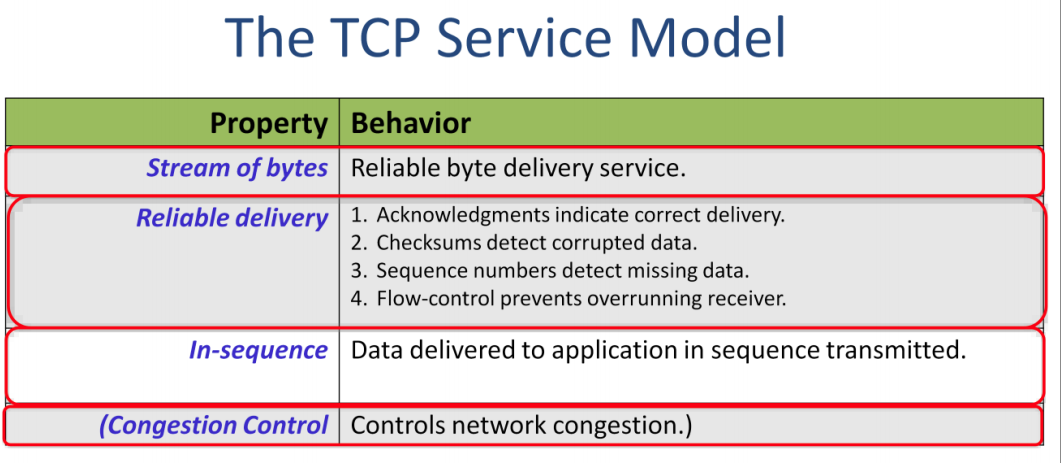 The TCP Service Model
Property Behavior
Stream of bytes Reliable byte delivery service.
Reliable delivery 1. Acknowledgments indicate correct delivery.
2. Checksums detect corrupted data.
3. Sequence numbers detect missing data.
4. Flow-control prevents overrunning receiver.
In-sequence Data delivered to application in sequence transmitted.
(Congestion Control Controls network congestion.)